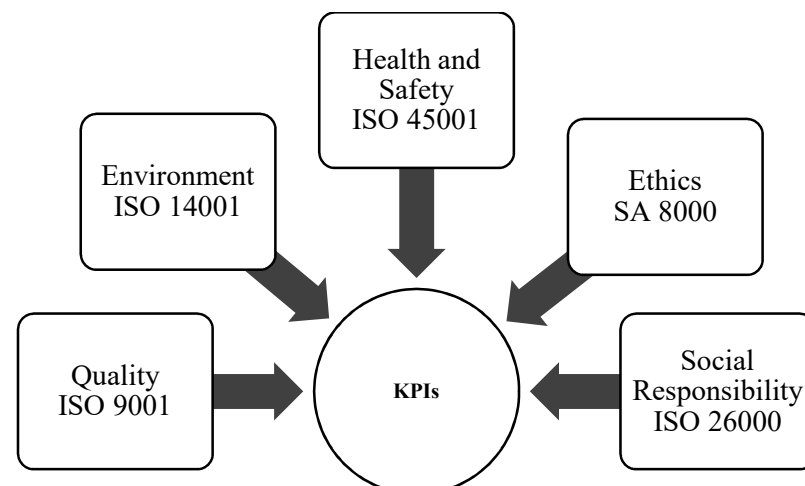 Health and
Safety
ISO 45001
Environment
ISO 14001
Ethics
SA 8000
Quality
ISO 9001
KPIs
Social
Responsibility
ISO 26000